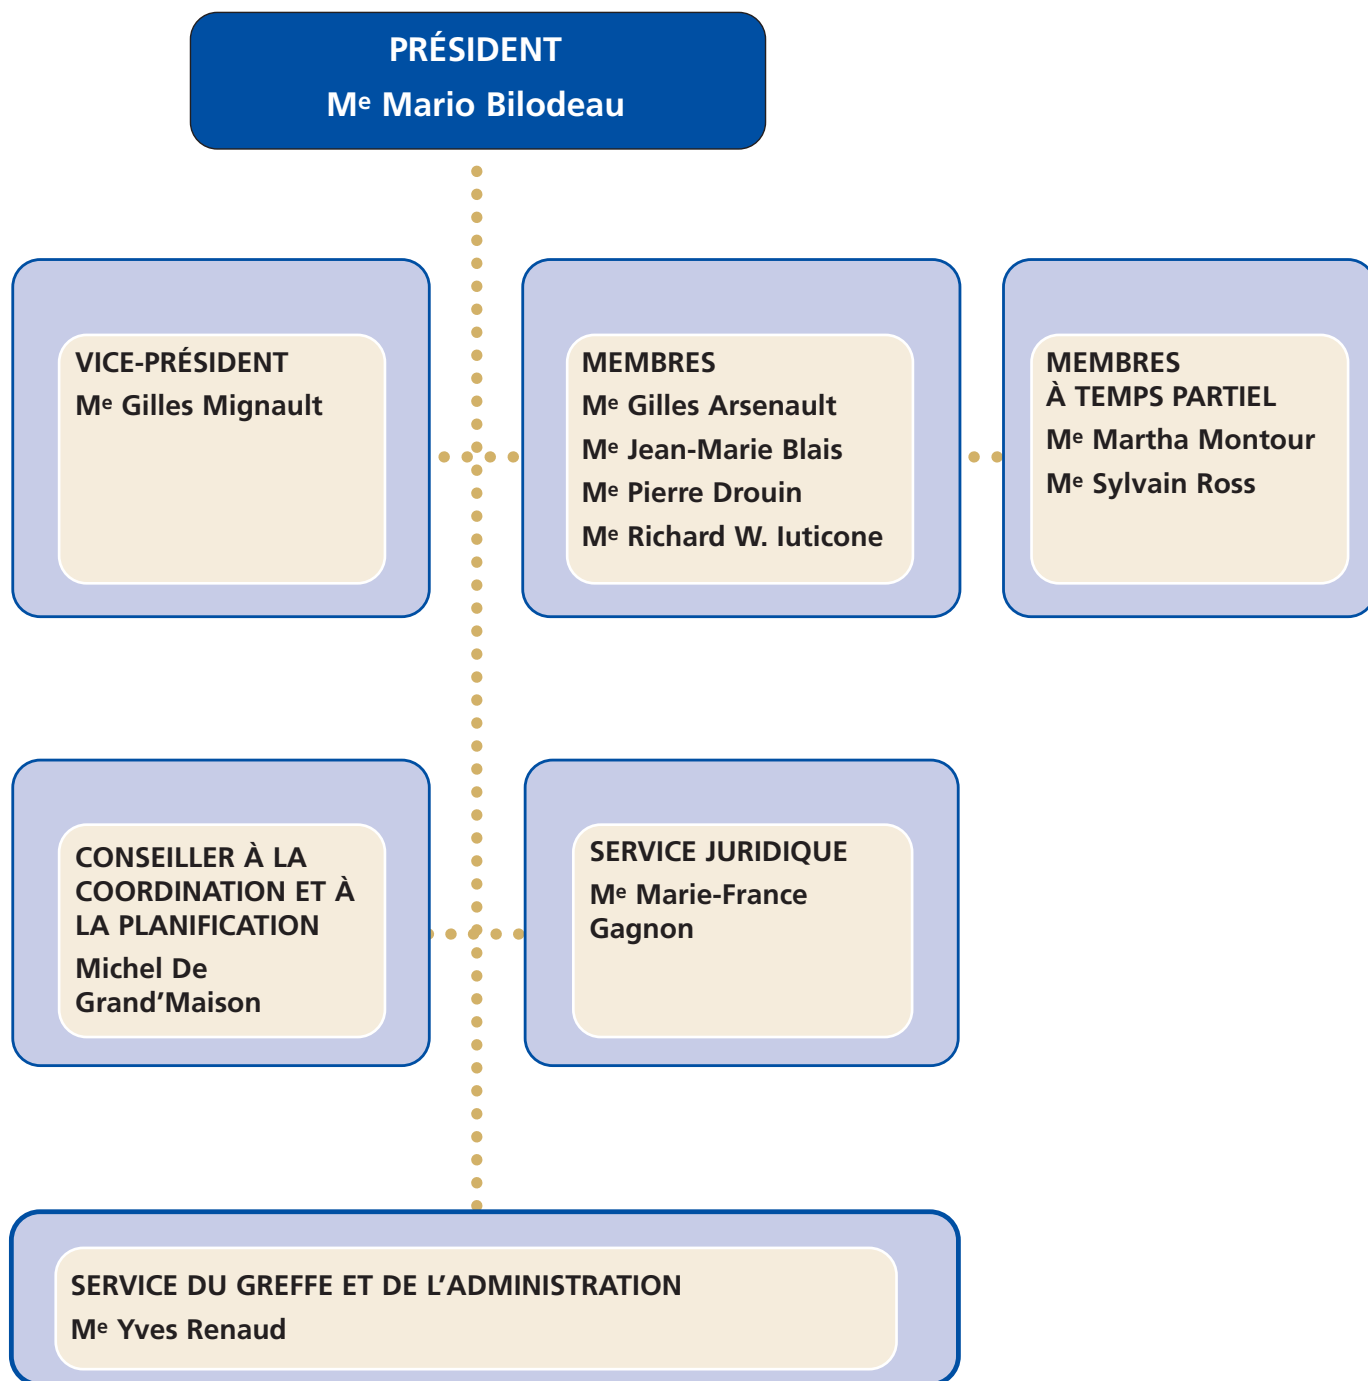 PRÉSIDENT
Me Mario Bilodeau
VICE-PRÉSIDENT
Me Gilles Mignault
MEMBRES
Me Gilles Arsenault
Me Jean-Marie Blais
Me Pierre Drouin
Me Richard W. Iuticone
MEMBRES
À TEMPS PARTIEL
Me Martha Montour
Me Sylvain Ross
CONSEILLER À LA
COORDINATION ET À
LA PLANIFICATION
Michel De
Grand’Maison
SERVICE JURIDIQUE
Me Marie-France
Gagnon
SERVICE DU GREFFE ET DE L’ADMINISTRATION
Me Yves Renaud